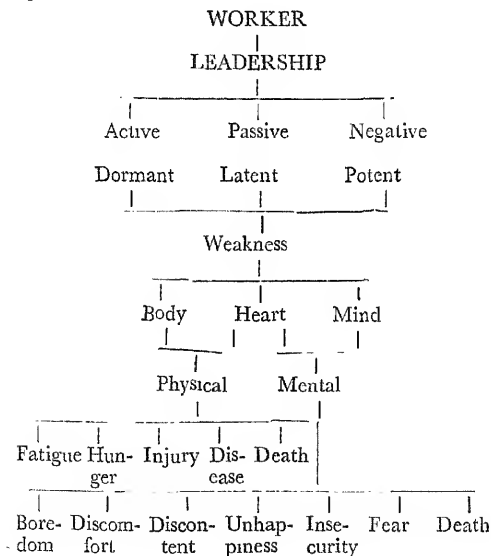 WORKER
LEADERSHIP
Active Passive Negative
Dormant Latent Potent
Weakness
Body Heart Mind
Physical Mental
Fatigue Hun- Injury Dis- Death
ger ease
Bore- Discom- Discon- Unhap- Inse- Fear Death
dom fort tent piness curity